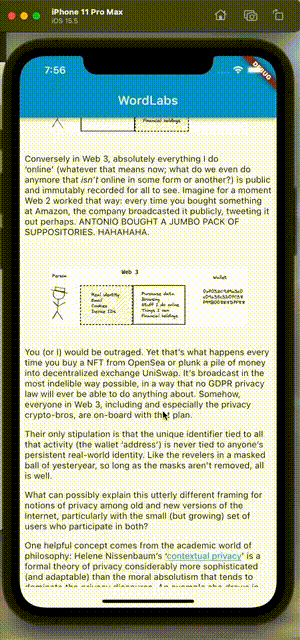 iPhone 11 Pro Max
iOS 15.5
7:56
DEBUG
WordLabs
Financial holdings
Conversely in Web 3, absolutely everything I do
'online' (whatever that means now; what do we even do
anymore that isn't online in some form or another?) is public
and immutably recorded for all to see. Imagine for a moment
Web 2 worked that way: every time you bought something
at Amazon, the company broadcasted it publicly, tweeting it
out perhaps. ANTONIO BOUGHT A JUMBO PACK OF
SUPPOSITORIES. HAHAHAHA.
Web 3
Person
Wallet
Real identity
Email
Cookies
Device IDs
Purchase data
Browsing
Stuff I do online
Things I own
Financial holdings
You (or I) would be outraged. Yet that's what happens every
time you buy a NFT from OpenSea or plunk a pile of money
into decentralized exchange UniSwap. It's broadcast in the
most indelible way possible, in a way that no GDPR privacy
law will ever be able to do anything about. Somehow,
everyone in Web 3, including and especially the privacy
crypto-bros, are on-board with the plan.
Their only stipulation is that the unique identifier tied to all
that activity (the wallet 'address') is never tied to anyone's
persistent real-world identity. Like the revelers in a masked
ball of yesteryear, so long as the masks aren't removed, all
is well.
What can possibly explain this utterly different framing for
notions of privacy among old and new versions of the
Internet, particularly with the small (but growing) set of
users who participate in both?
One helpful concept comes from the academic world of
philosophy: Helene Nissenbaum's 'contextual privacy' is a
formal theory of privacy considerably more sophisticated
(and adaptable) than the moral absolutism that tends to
dominate the privacy discourse. An example she draws is